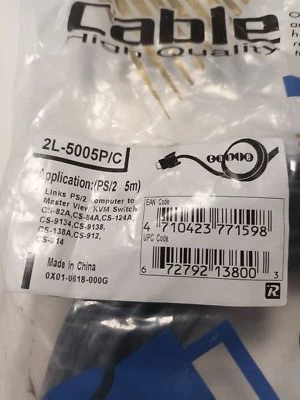 Cable
High Quality
2L-5005P/C
Application:(PS/2 5m)
Links PS/2 Computer to
Master View KVM Switch
CS-82A,CS-84A,CS-124A,
CS-9134,CS-9138,
CS-138A,CS-912,
CS-014
Made in China
0X01-0618-000G
EAN Code
4 710423 771598
UPC Code
6 72792 13800 3
R